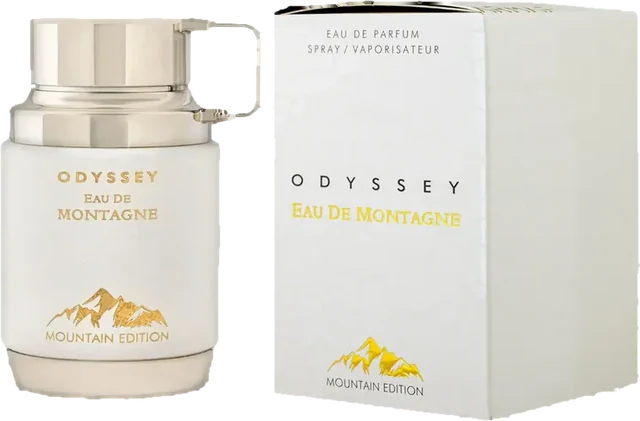 ODYSSEY
EAU DE
MONTAGNE
MOUNTAIN EDITION
EAU DE PARFUM
SPRAY / VAPORISATEUR
ODYSSEY
EAU DE MONTAGNE
MOUNTAIN EDITION